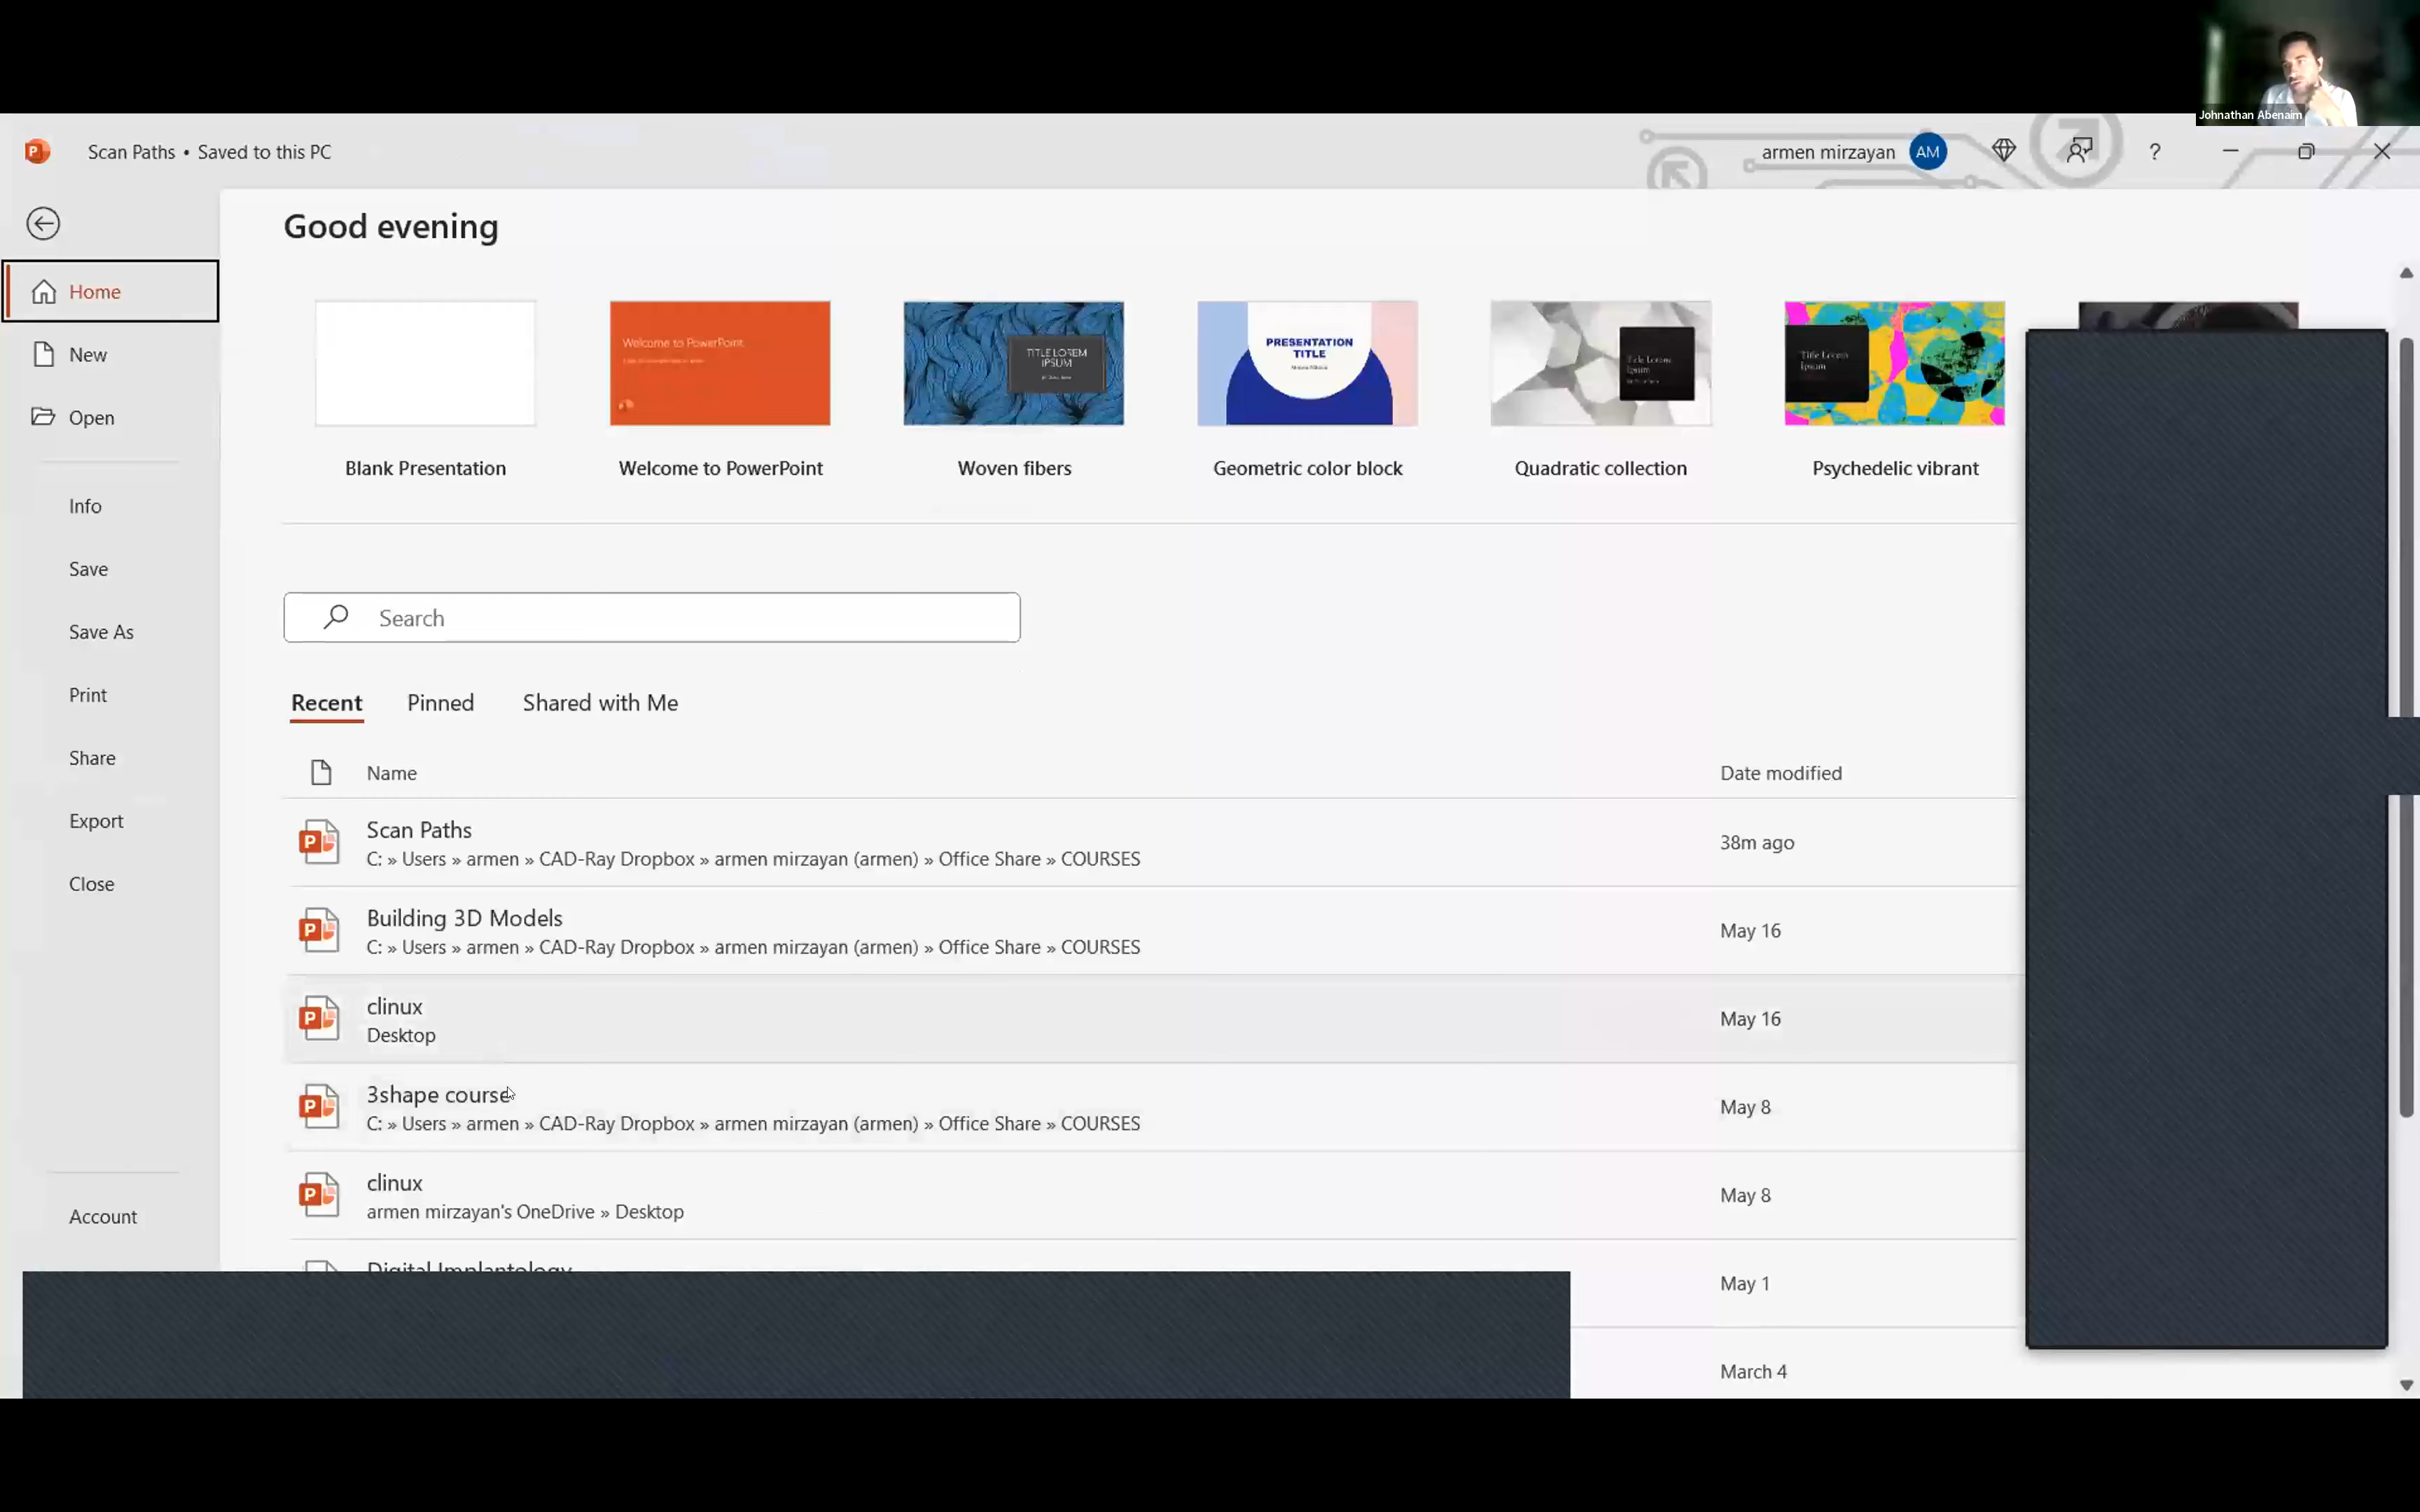 Johnathan Abenaim
Scan Paths • Saved to this PC
armen mirzayan
AM
?
Good evening
Home
New
Open
Info
Save
Save As
Print
Share
Export
Close
Account
Welcome to PowerPoint
TITLE LOREM
IPSUM
PRESENTATION
TITLE
Title Lorem
Ipsum
Title Lorem
Ipsum
Blank Presentation
Welcome to PowerPoint
Woven fibers
Geometric color block
Quadratic collection
Psychedelic vibrant
Search
Recent
Pinned
Shared with Me
Name
Date modified
Scan Paths
C: » Users » armen » CAD-Ray Dropbox » armen mirzayan (armen) » Office Share » COURSES
38m ago
Building 3D Models
C: » Users » armen » CAD-Ray Dropbox » armen mirzayan (armen) » Office Share » COURSES
May 16
clinux
Desktop
May 16
3shape course
C: » Users » armen » CAD-Ray Dropbox » armen mirzayan (armen) » Office Share » COURSES
May 8
clinux
armen mirzayan's OneDrive » Desktop
May 8
Digital Implantology
May 1
March 4